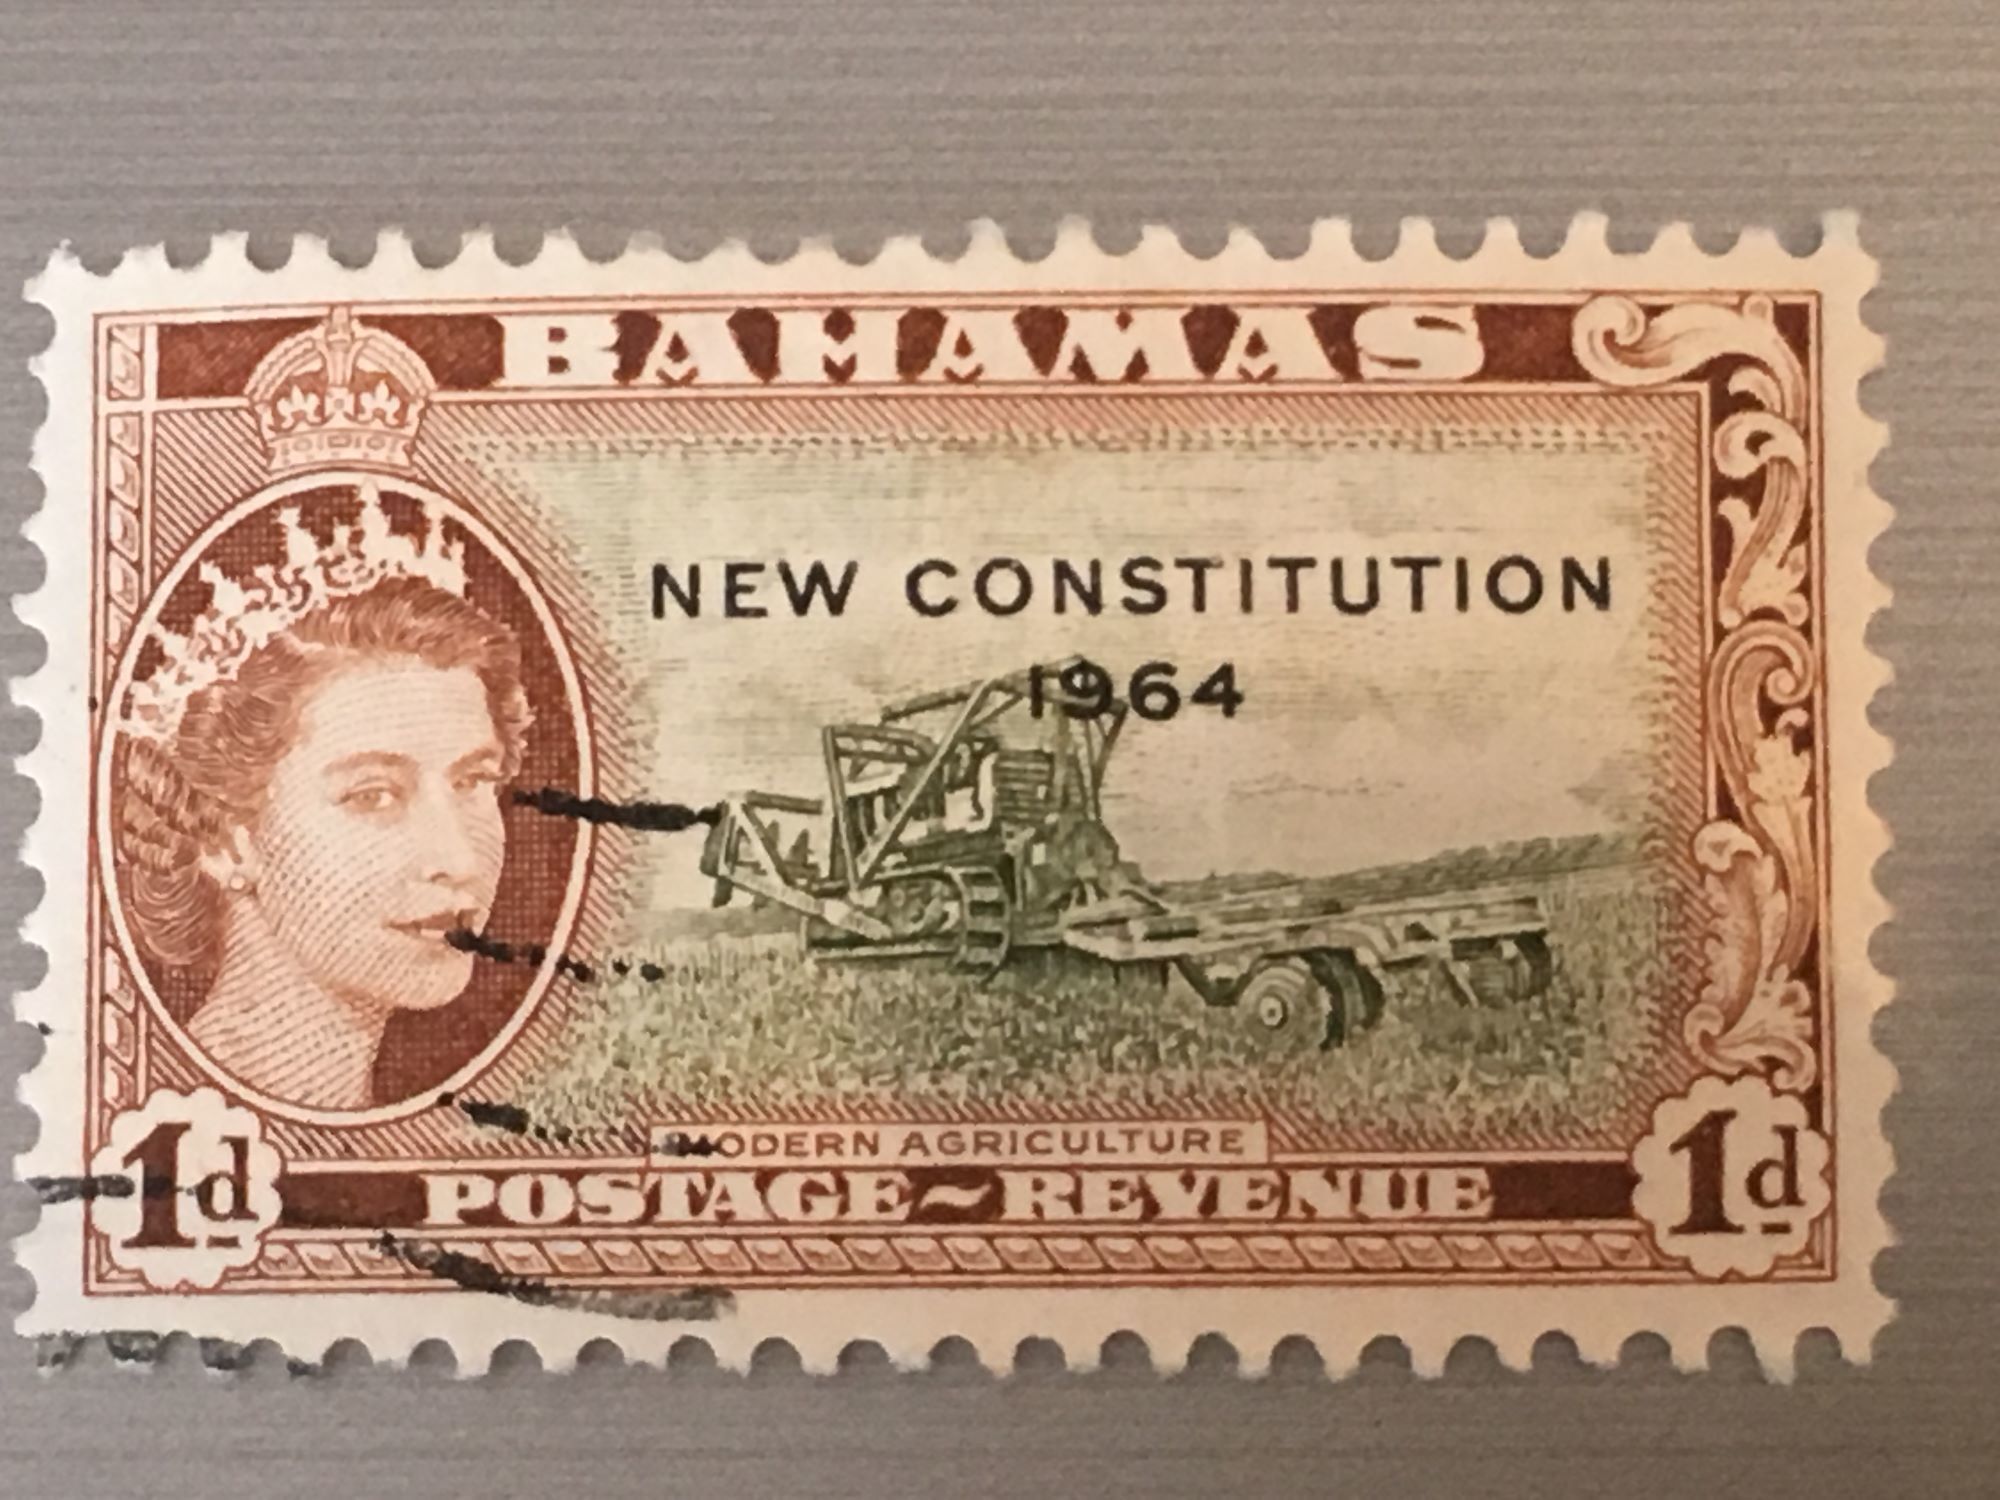 BAHAMAS
NEW CONSTITUTION
1964
MODERN AGRICULTURE
1d POSTAGE~REVENUE 1d